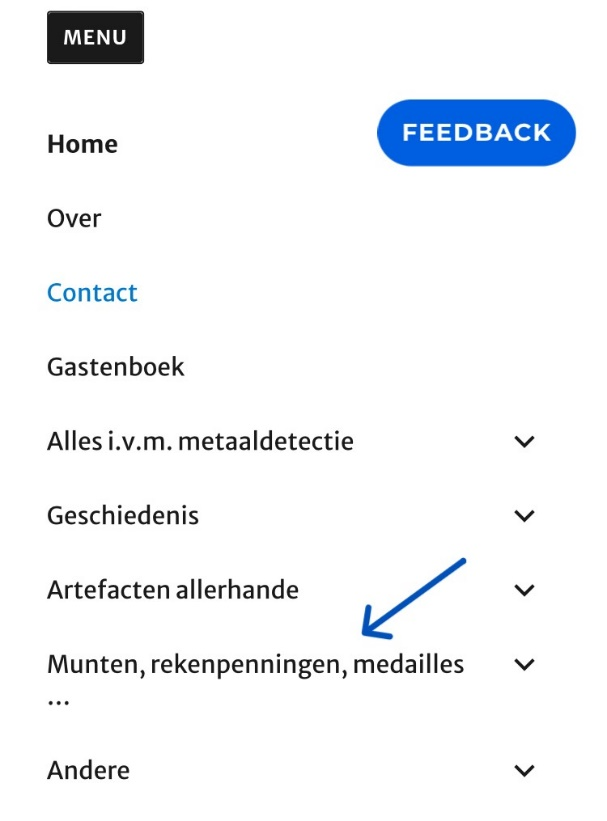 MENU
FEEDBACK
Home
Over
Contact
Gastenboek
Alles i.v.m. metaaldetectie
Geschiedenis
Artefacten allerhande
Munten, rekenpenningen, medailles
...
Andere